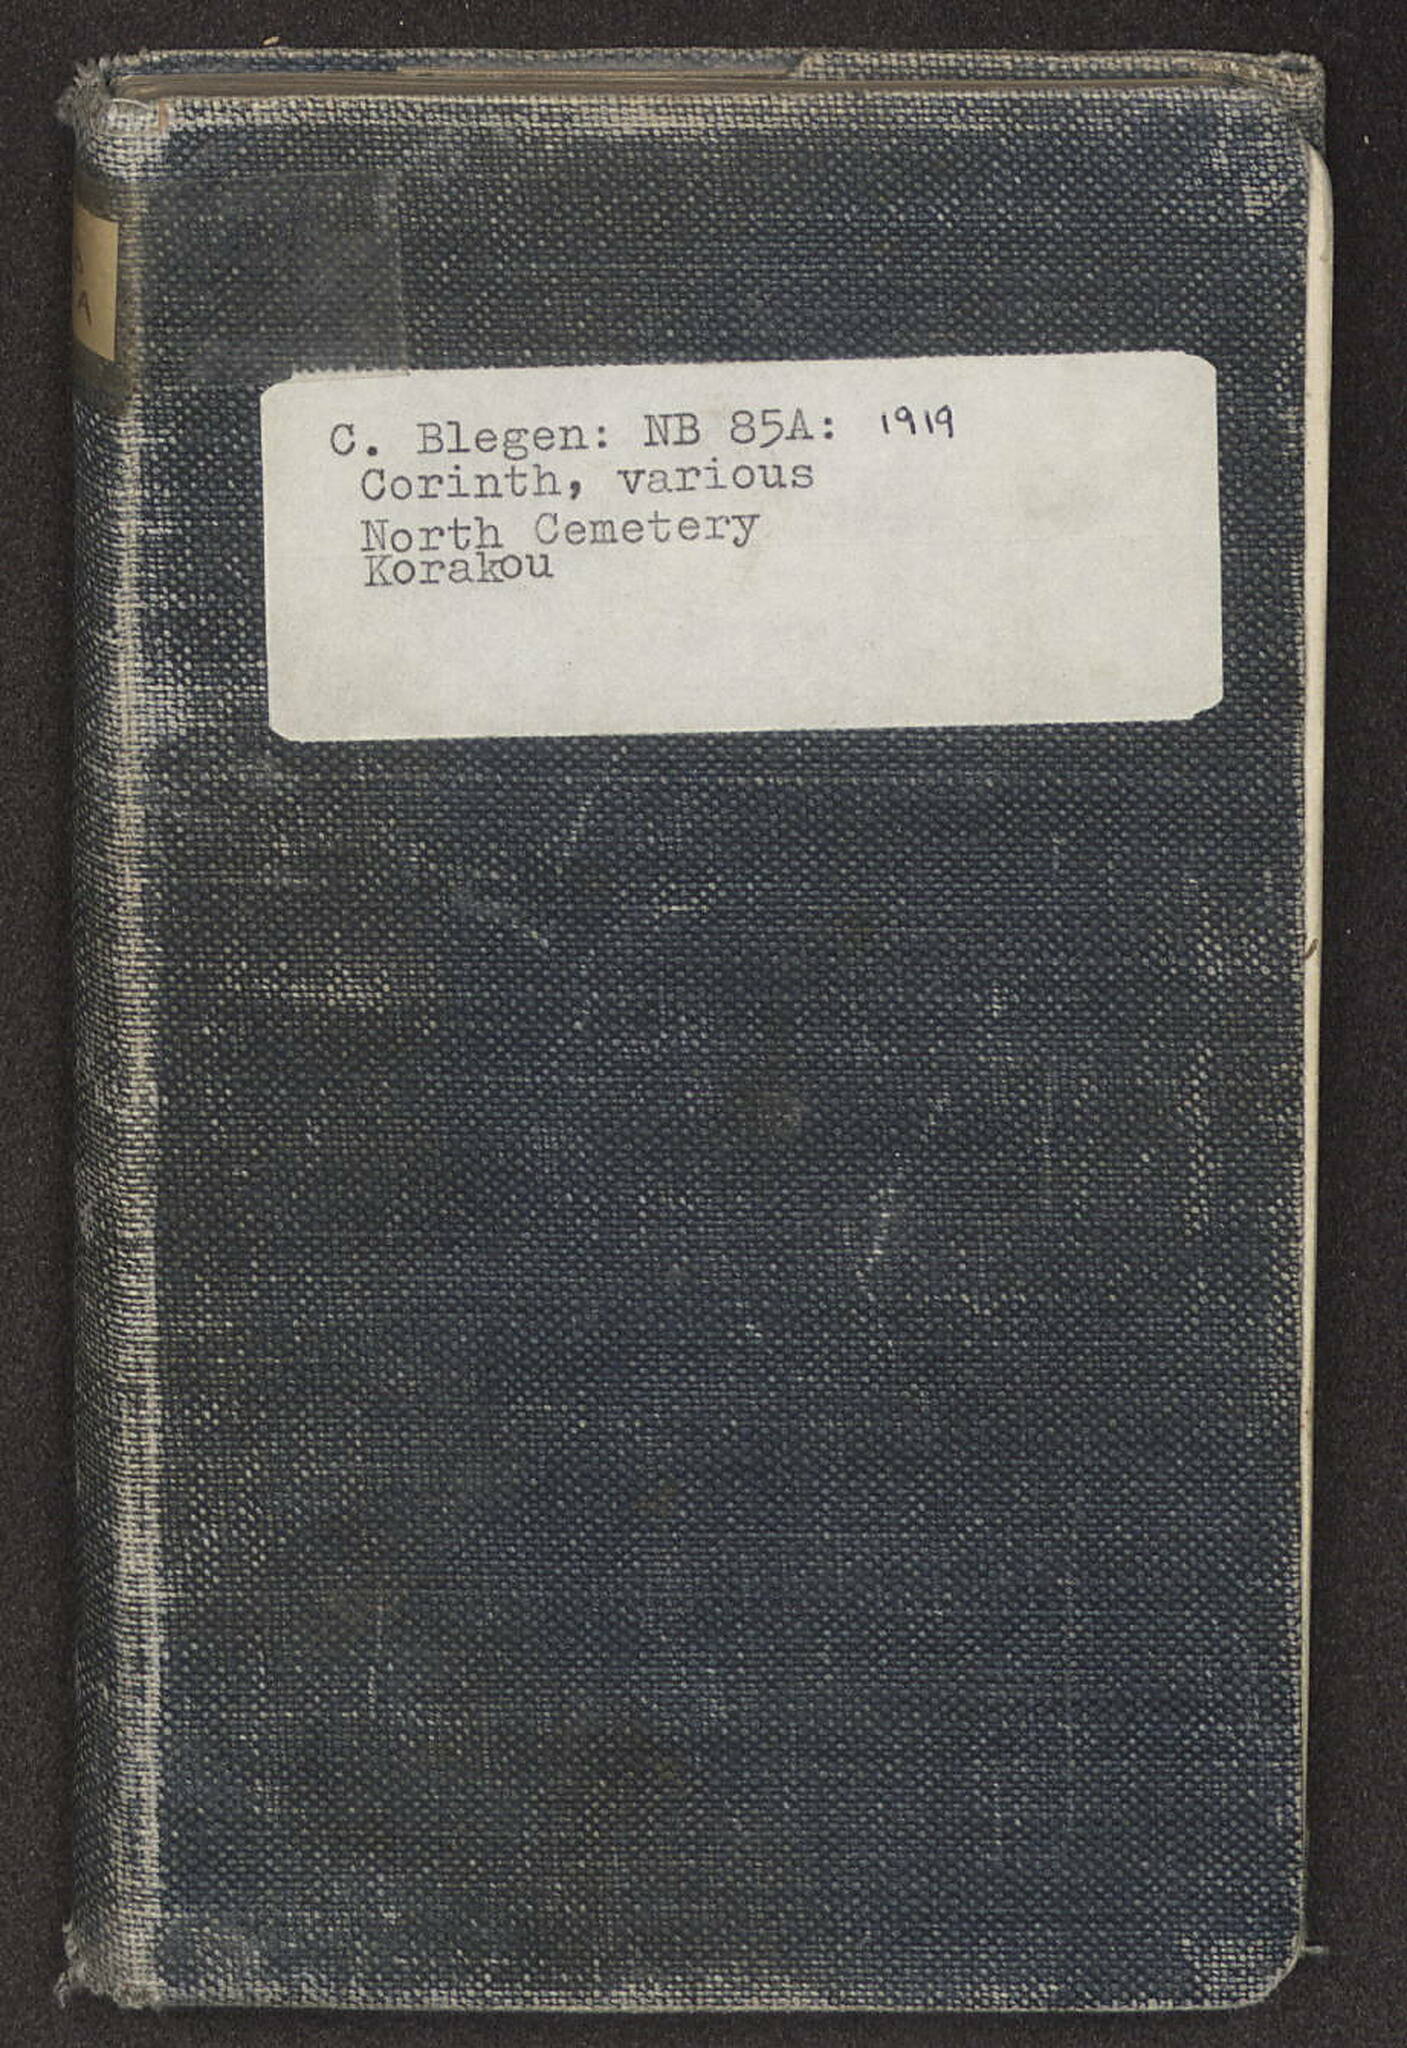 C. Blegen: NB 85A: 1919
Corinth, various
North Cemetery
Korakou
A